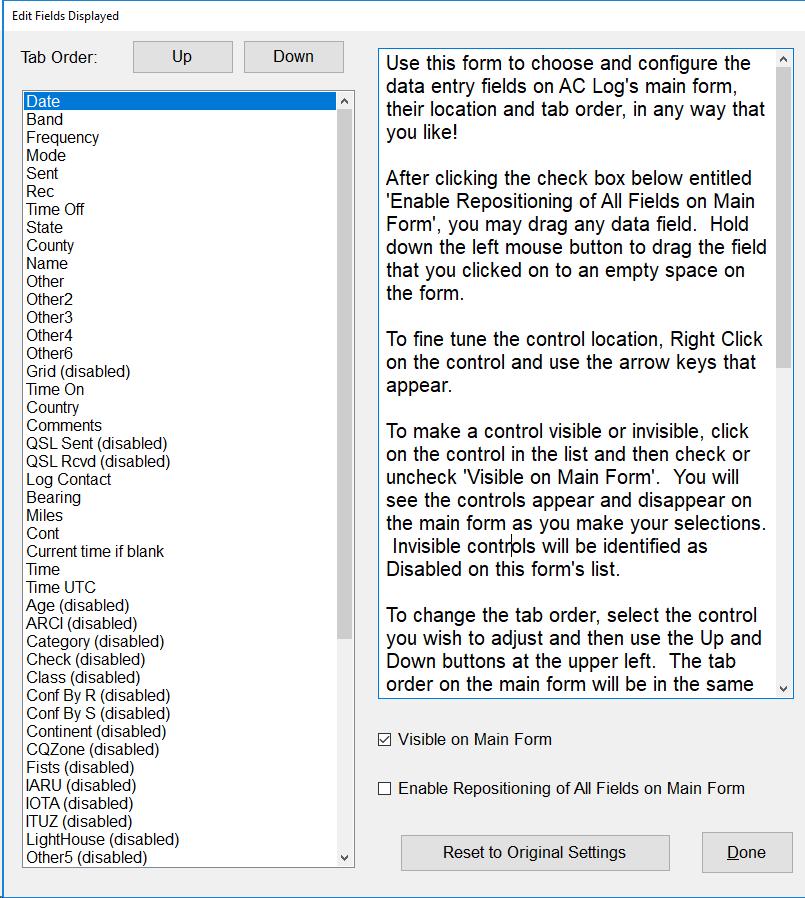 Edit Fields Displayed
Tab Order:
Up
Down
Date
Band
Frequency
Mode
Sent
Rec
Time Off
State
County
Name
Other
Other2
Other3
Other4
Other6
Grid (disabled)
Time On
Country
Comments
QSL Sent (disabled)
QSL Rcvd (disabled)
Log Contact
Bearing
Miles
Cont
Current time if blank
Time
Time UTC
Age (disabled)
ARCI (disabled)
Category (disabled)
Check (disabled)
Class (disabled)
Conf By R (disabled)
Conf By S (disabled)
Continent (disabled)
CQZone (disabled)
Fists (disabled)
IARU (disabled)
IOTA (disabled)
ITUZ (disabled)
LightHouse (disabled)
Other5 (disabled)
Use this form to choose and configure the
data entry fields on AC Log's main form,
their location and tab order, in any way that
you like!
After clicking the check box below entitled
'Enable Repositioning of All Fields on Main
Form', you may drag any data field.  Hold
down the left mouse button to drag the field
that you clicked on to an empty space on
the form.
To fine tune the control location, Right Click
on the control and use the arrow keys that
appear.
To make a control visible or invisible, click
on the control in the list and then check or
uncheck 'Visible on Main Form'.  You will
see the controls appear and disappear on
the main form as you make your selections.
Invisible controls will be identified as
Disabled on this form's list.
To change the tab order, select the control
you wish to adjust and then use the Up and
Down buttons at the upper left.  The tab
order on the main form will be in the same
Visible on Main Form
Enable Repositioning of All Fields on Main Form
Reset to Original Settings
Done